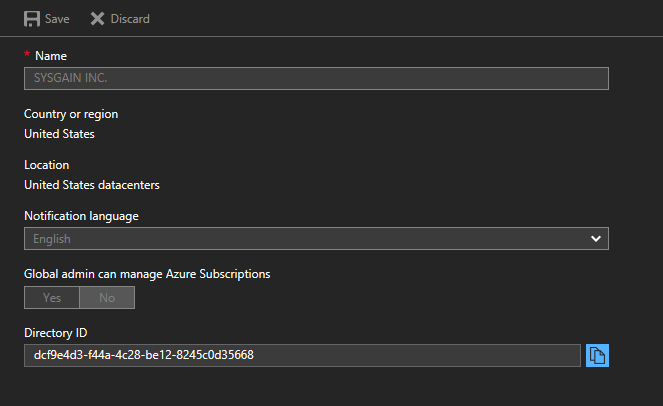 Save Discard
* Name
SYSGAIN INC.
Country or region
United States
Location
United States datacenters
Notification language
English
Global admin can manage Azure Subscriptions
Yes No
Directory ID
dcf9e4d3-f44a-4c28-be12-8245c0d35668